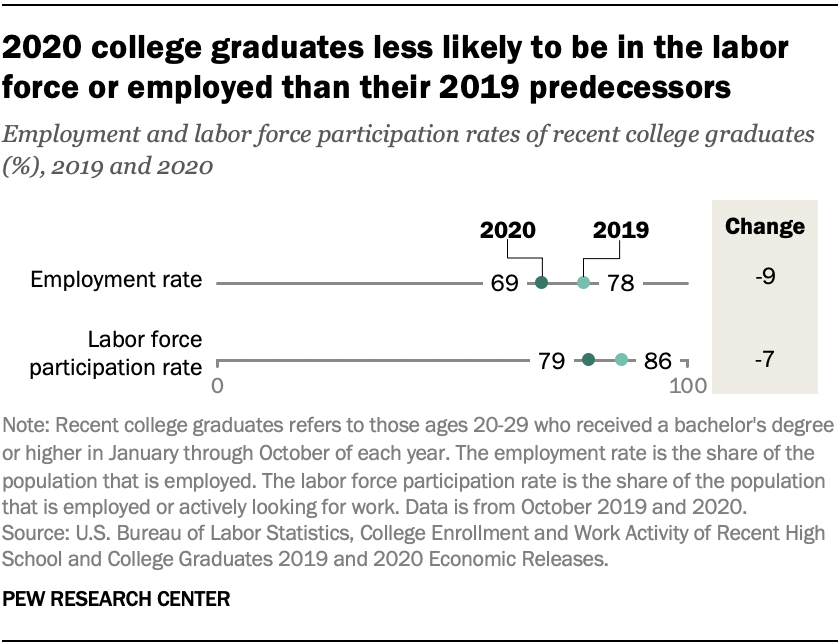 2020 college graduates less likely to be in the labor
force or employed than their 2019 predecessors
Employment and labor force participation rates of recent college graduates
(%), 2019 and 2020
2020 2019 Change
Employment rate 69 78 -9
Labor force
participation rate 79 86 -7
0 100
Note: Recent college graduates refers to those ages 20-29 who received a bachelor's degree
or higher in January through October of each year. The employment rate is the share of the
population that is employed. The labor force participation rate is the share of the population
that is employed or actively looking for work. Data is from October 2019 and 2020.
Source: U.S. Bureau of Labor Statistics, College Enrollment and Work Activity of Recent High
School and College Graduates 2019 and 2020 Economic Releases.
PEW RESEARCH CENTER